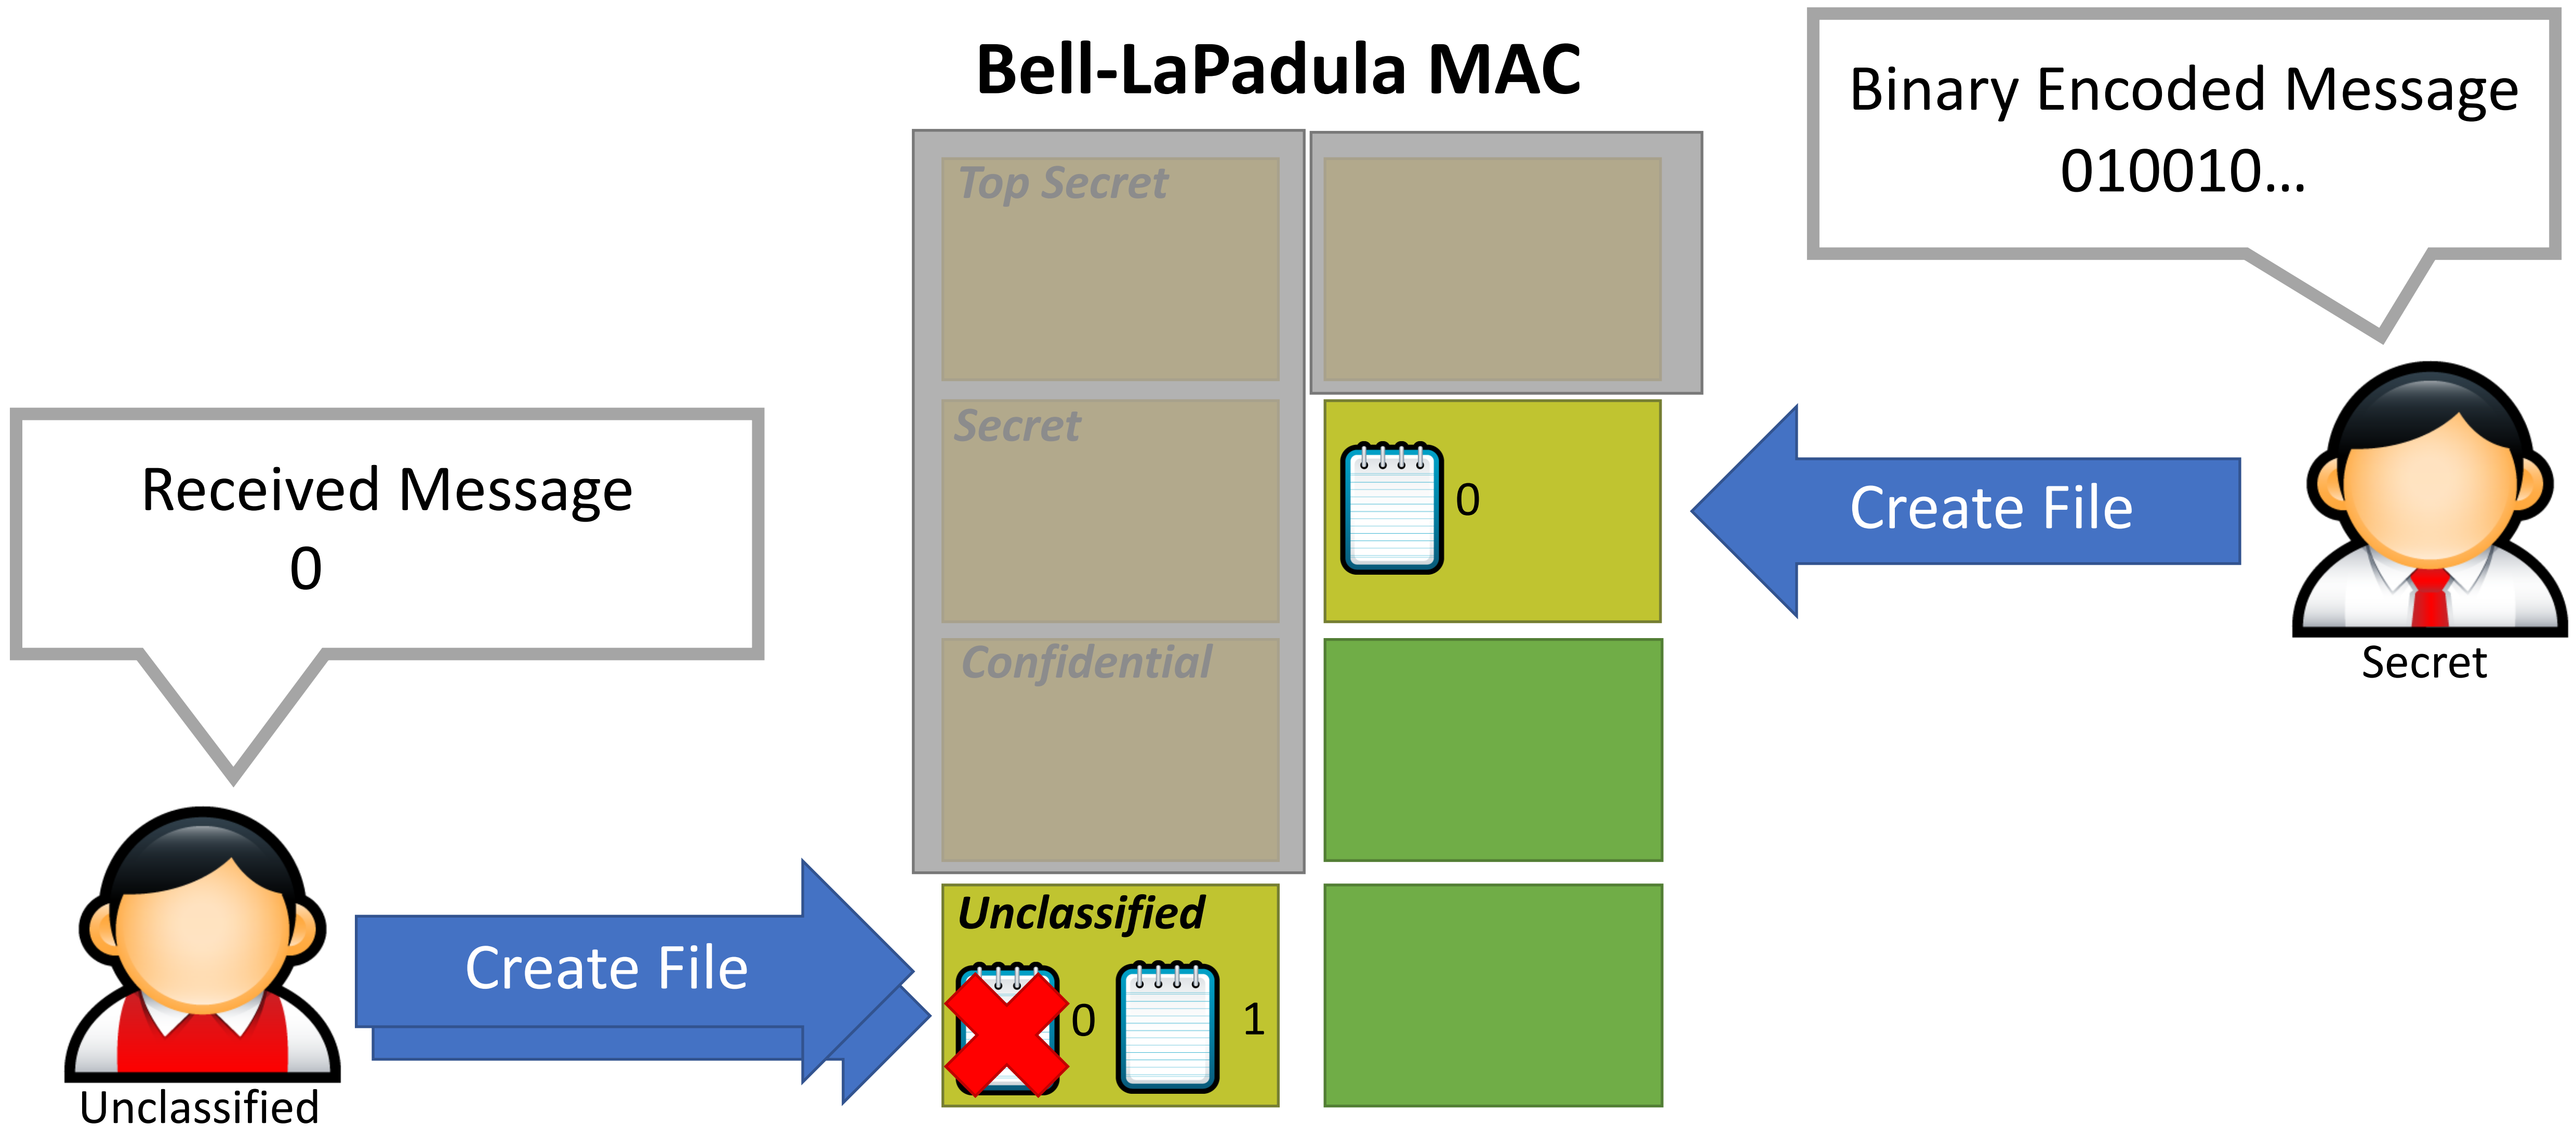 Bell-LaPadula MAC
Binary Encoded Message
010010...
Top Secret
Secret
0
Create File
Secret
Received Message
0
Confidential
Create File
Unclassified
0
1
Unclassified